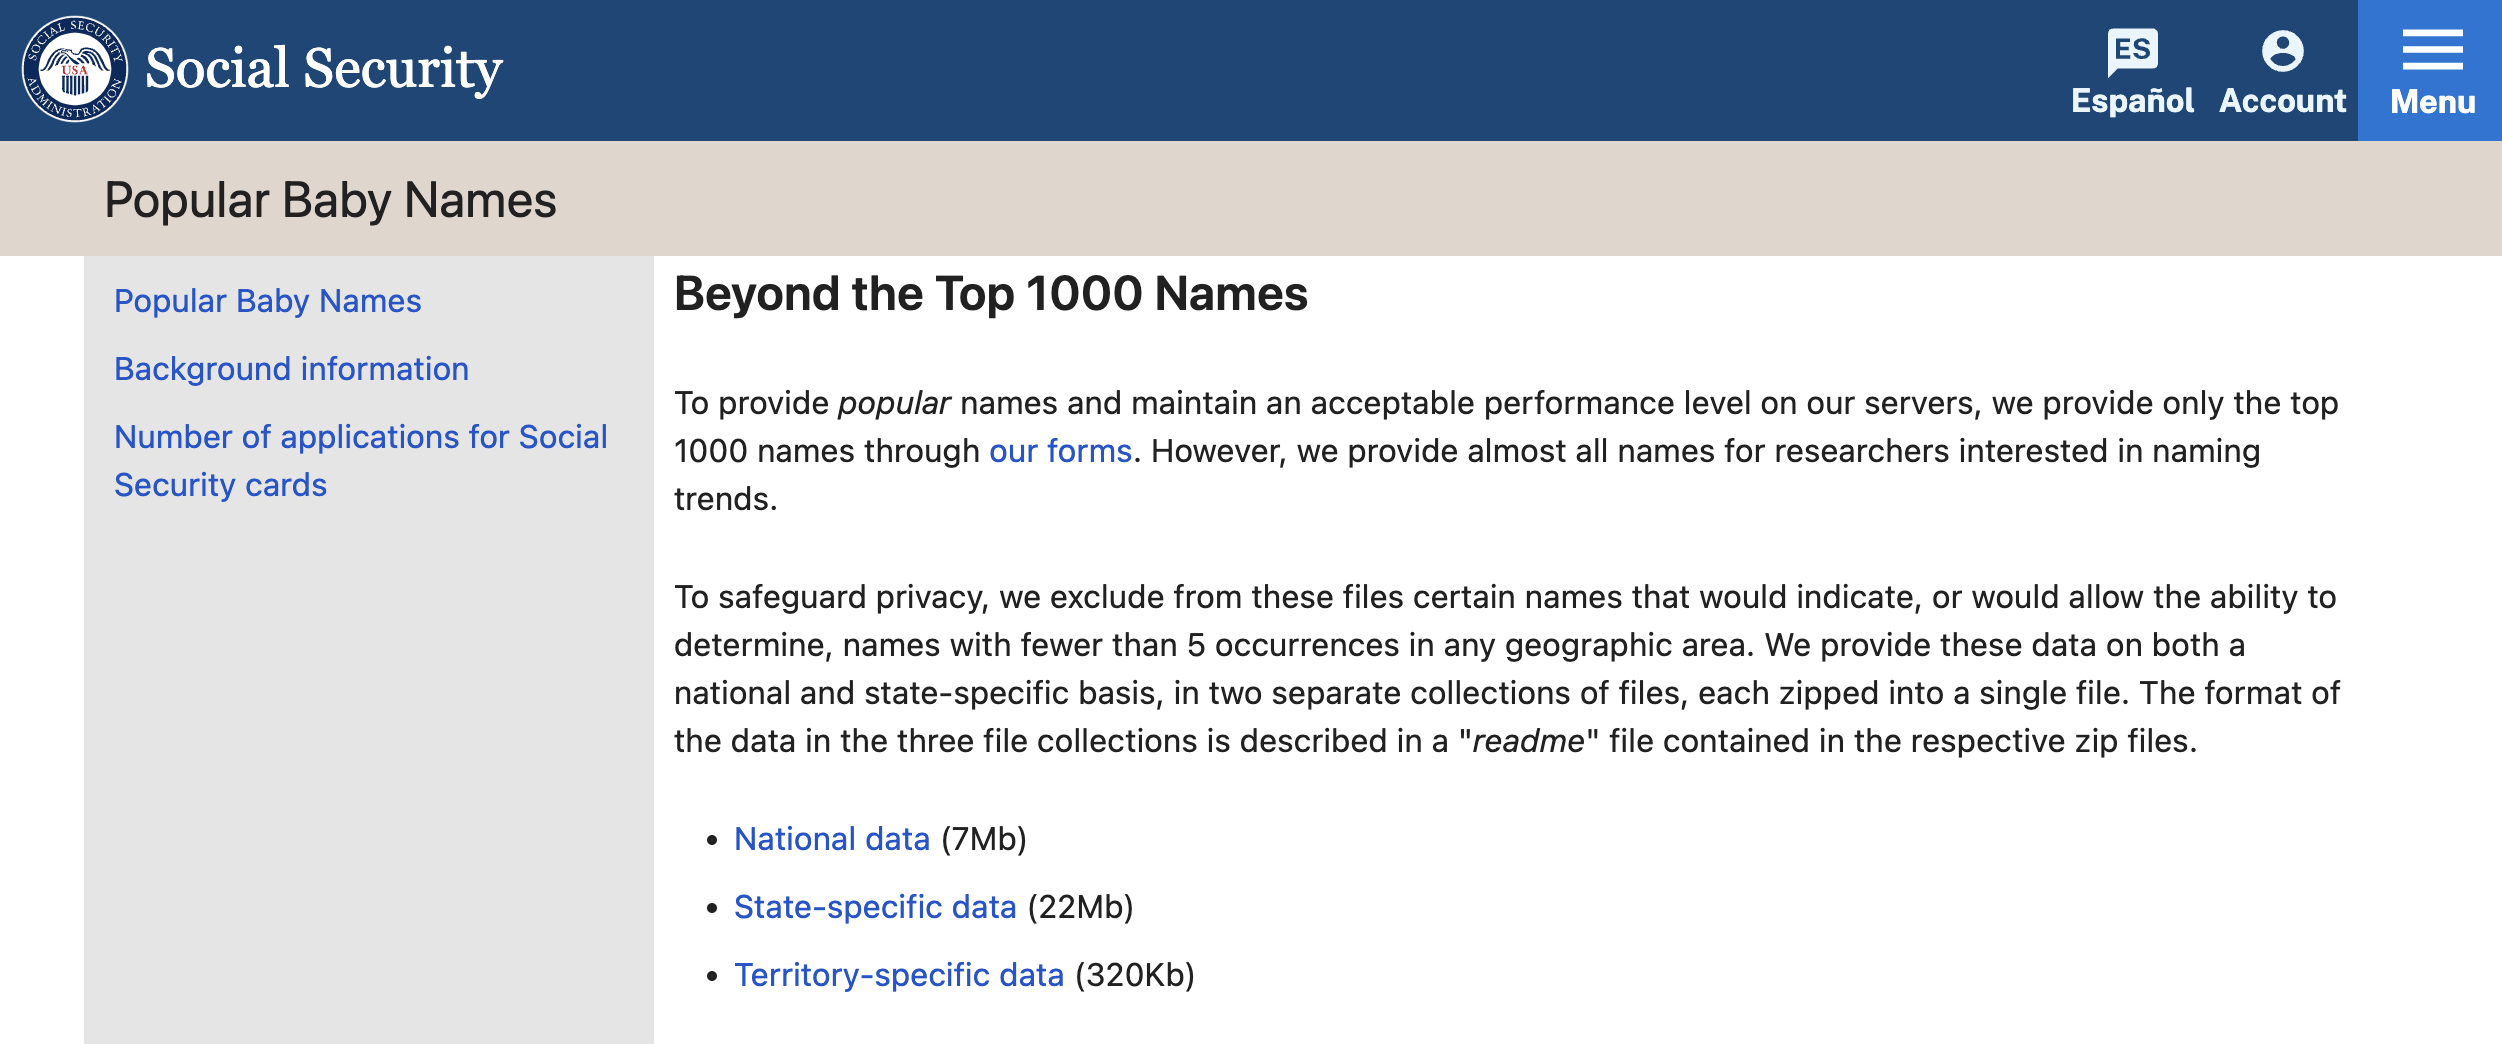 SOCIAL SECURITY ADMINISTRATION
USA
Social Security
ES
Español
Account
Menu
Popular Baby Names
Popular Baby Names
Background information
Number of applications for Social
Security cards
Beyond the Top 1000 Names
To provide popular names and maintain an acceptable performance level on our servers, we provide only the top
1000 names through our forms. However, we provide almost all names for researchers interested in naming
trends.
To safeguard privacy, we exclude from these files certain names that would indicate, or would allow the ability to
determine, names with fewer than 5 occurrences in any geographic area. We provide these data on both a
national and state-specific basis, in two separate collections of files, each zipped into a single file. The format of
the data in the three file collections is described in a "readme" file contained in the respective zip files.
• National data (7Mb)
• State-specific data (22Mb)
• Territory-specific data (320Kb)